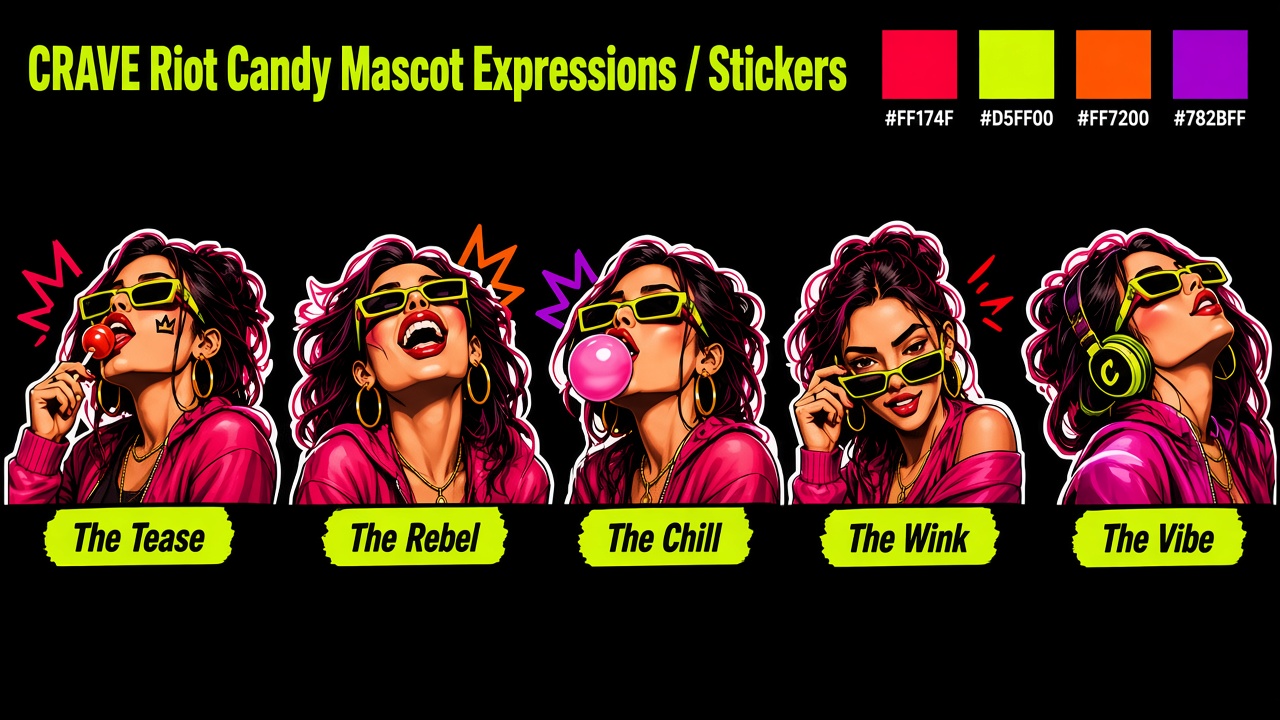 CRAVE Riot Candy Mascot Expressions / Stickers
#FF174F #D5FF00 #FF7200 #782BFF
C
The Tease The Rebel The Chill The Wink The Vibe